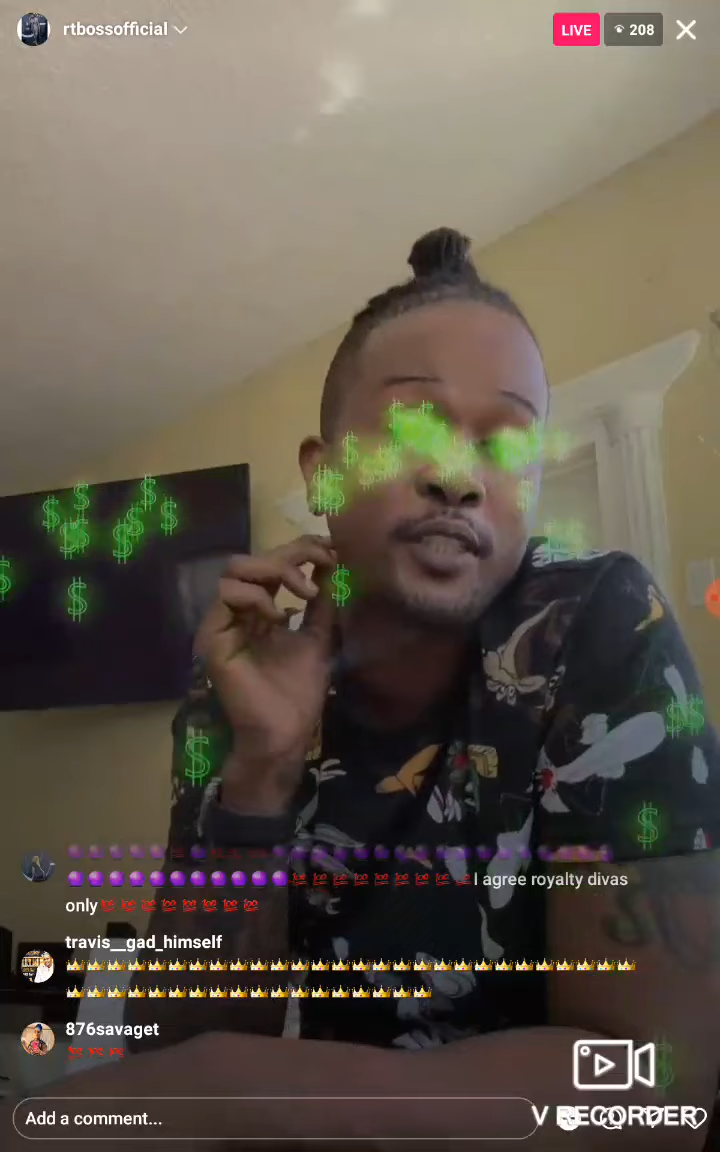 rtbossofficial
LIVE
208
I agree royalty divas
only
travis__gad_himself
876savaget
Add a comment...
V RECORDER